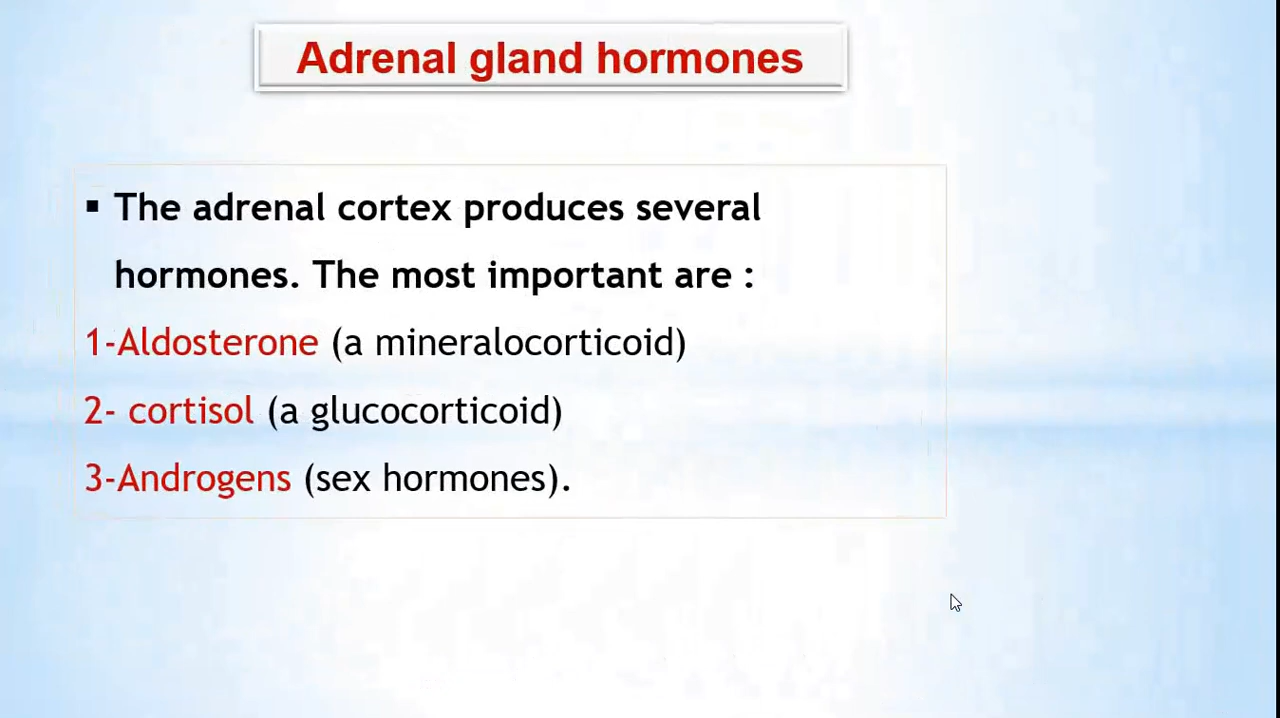 Adrenal gland hormones
▪ The adrenal cortex produces several
hormones. The most important are :
1-Aldosterone (a mineralocorticoid)
2- cortisol (a glucocorticoid)
3-Androgens (sex hormones).